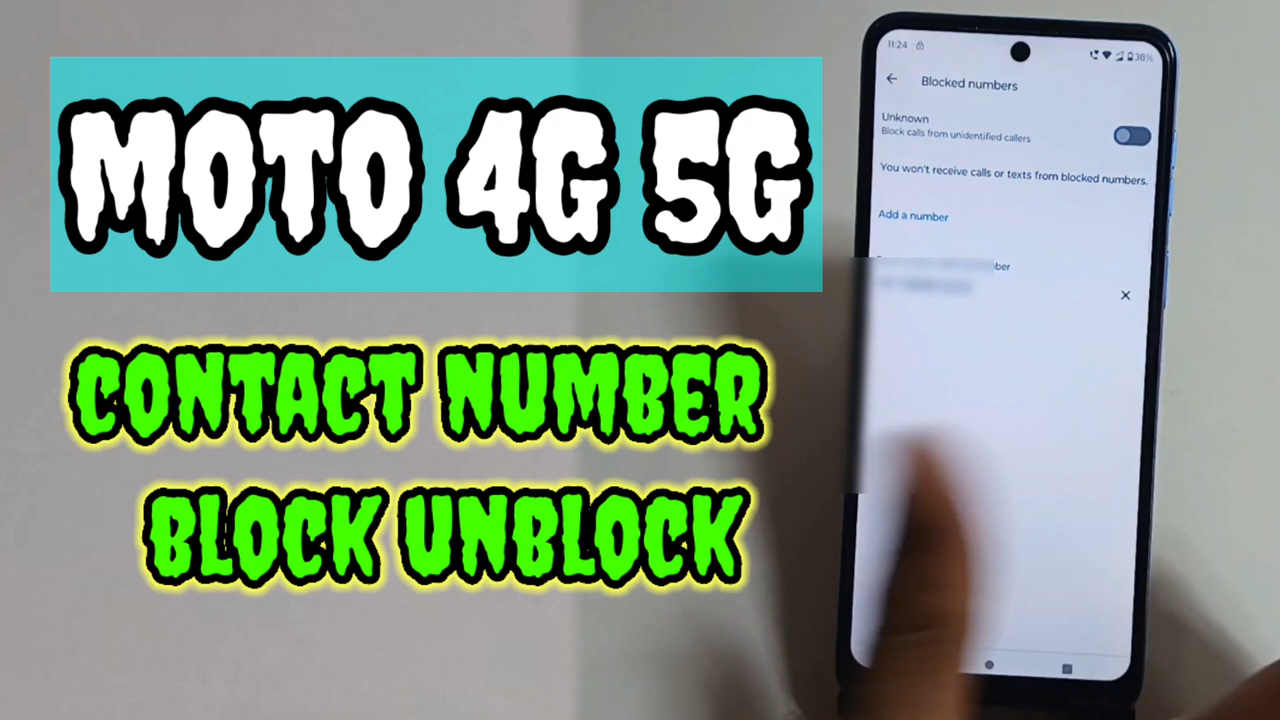 MOTO 4G 5G
CONTACT NUMBER
BLOCK UNBLOCK
11:24
38%
Blocked numbers
Unknown
Block calls from unidentified callers
You won't receive calls or texts from blocked numbers.
Add a number